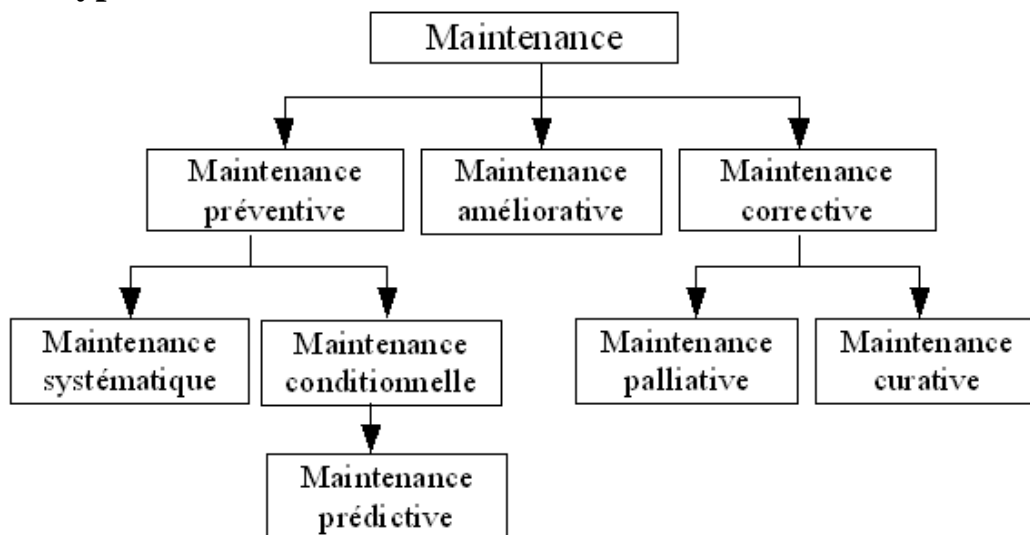 Maintenance
Maintenance
préventive
Maintenance
améliorative
Maintenance
corrective
Maintenance
systématique
Maintenance
conditionnelle
Maintenance
palliative
Maintenance
curative
Maintenance
prédictive